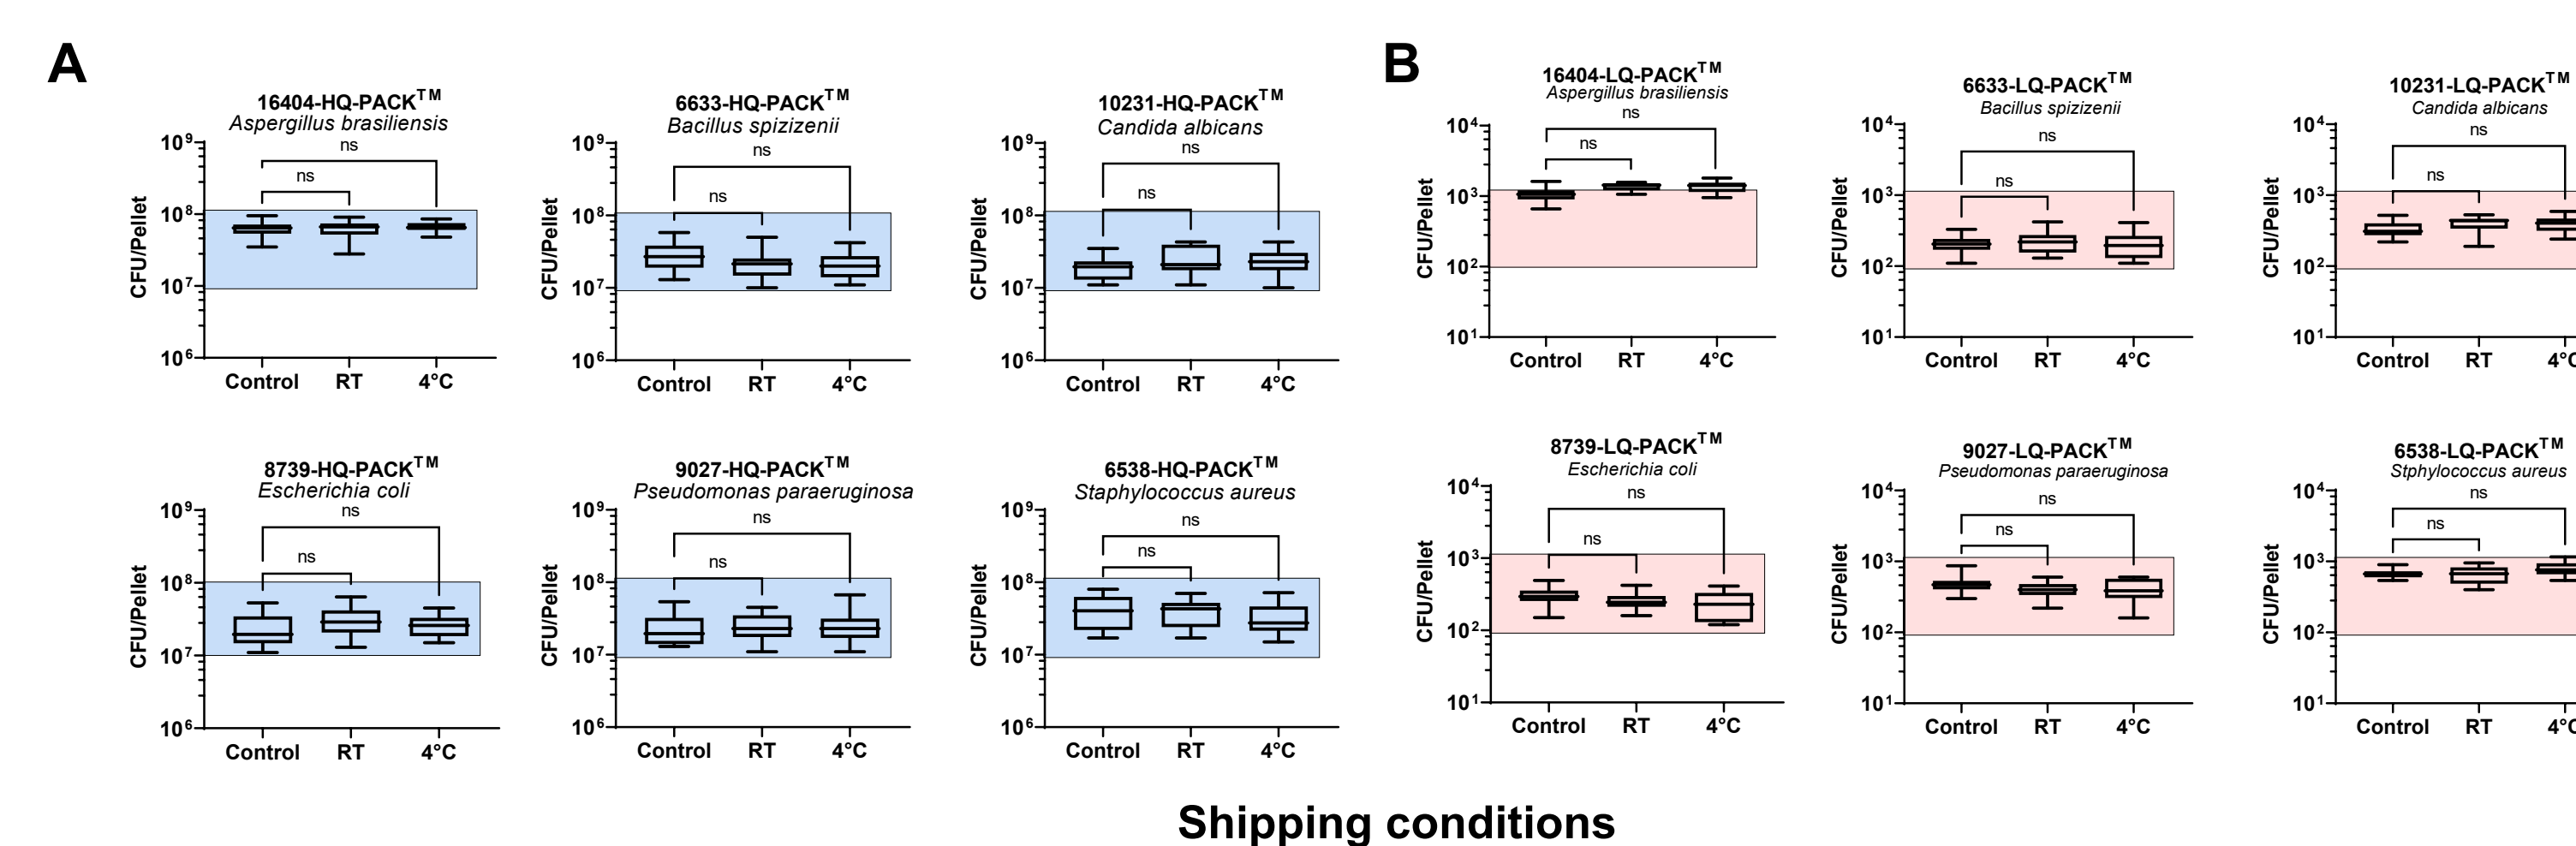 A
16404-HQ-PACK™
Aspergillus brasiliensis
ns
ns
CFU/Pellet
10⁹
10⁸
10⁷
10⁶
Control RT 4°C
6633-HQ-PACK™
Bacillus spizizenii
ns
ns
CFU/Pellet
10⁹
10⁸
10⁷
10⁶
Control RT 4°C
10231-HQ-PACK™
Candida albicans
ns
ns
CFU/Pellet
10⁹
10⁸
10⁷
10⁶
Control RT 4°C
8739-HQ-PACK™
Escherichia coli
ns
ns
CFU/Pellet
10⁹
10⁸
10⁷
10⁶
Control RT 4°C
9027-HQ-PACK™
Pseudomonas paraeruginosa
ns
ns
CFU/Pellet
10⁹
10⁸
10⁷
10⁶
Control RT 4°C
6538-HQ-PACK™
Staphylococcus aureus
ns
ns
CFU/Pellet
10⁹
10⁸
10⁷
10⁶
Control RT 4°C
B
16404-LQ-PACK™
Aspergillus brasiliensis
ns
ns
CFU/Pellet
10⁴
10³
10²
10¹
Control RT 4°C
6633-LQ-PACK™
Bacillus spizizenii
ns
ns
CFU/Pellet
10⁴
10³
10²
10¹
Control RT 4°C
10231-LQ-PACK™
Candida albicans
ns
ns
CFU/Pellet
10⁴
10³
10²
10¹
Control RT 4°C
8739-LQ-PACK™
Escherichia coli
ns
ns
CFU/Pellet
10⁴
10³
10²
10¹
Control RT 4°C
9027-LQ-PACK™
Pseudomonas paraeruginosa
ns
ns
CFU/Pellet
10⁴
10³
10²
10¹
Control RT 4°C
6538-LQ-PACK™
Stphylococcus aureus
ns
ns
CFU/Pellet
10⁴
10³
10²
10¹
Control RT 4°C
Shipping conditions